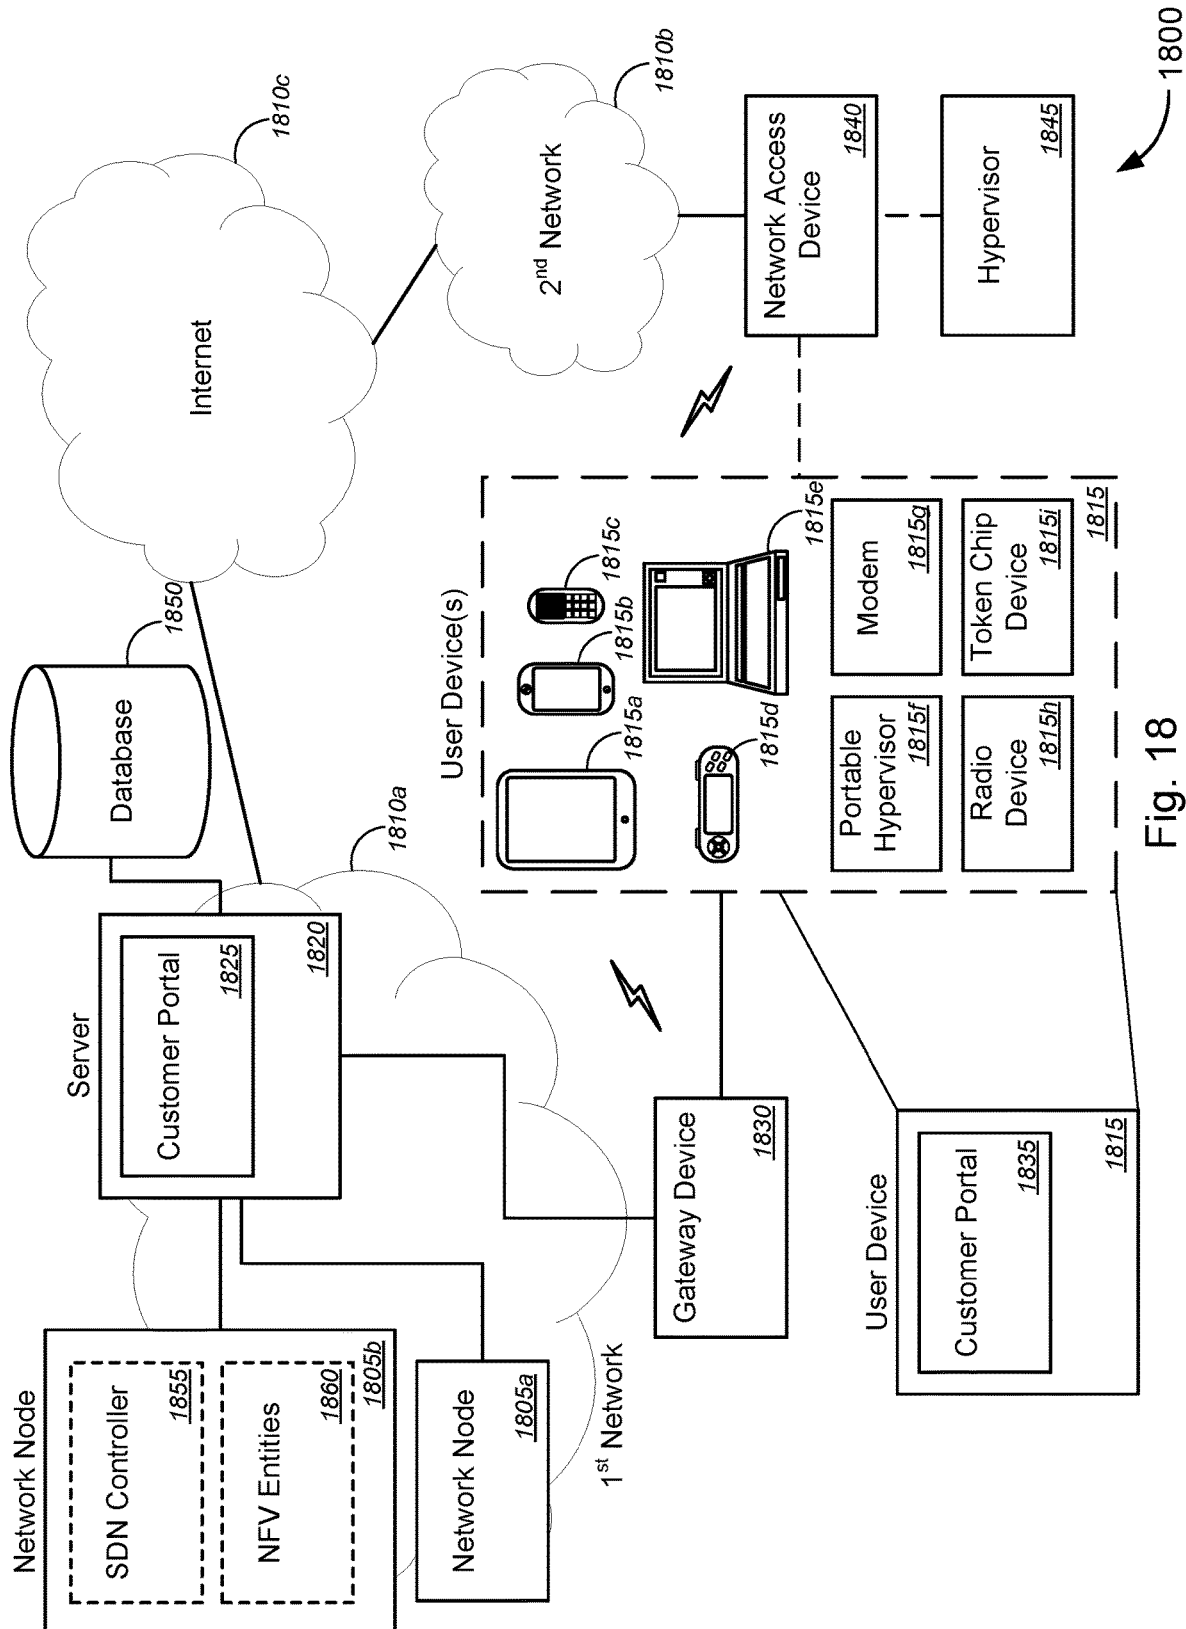 Network Node
SDN Controller
1855
NFV Entities
1860
1805b
Network Node
1805a
1st Network
Server
Customer Portal
1825
1820
Database
1850
1810a
Internet
1810c
2nd Network
1810b
Gateway Device
1830
User Device(s)
1815a
1815b
1815c
1815d
1815e
Portable
Hypervisor
1815f
Modem
1815g
Radio
Device
1815h
Token Chip
Device
1815i
1815
Network Access
Device
1840
Hypervisor
1845
User Device
Customer Portal
1835
1815
Fig. 18
1800